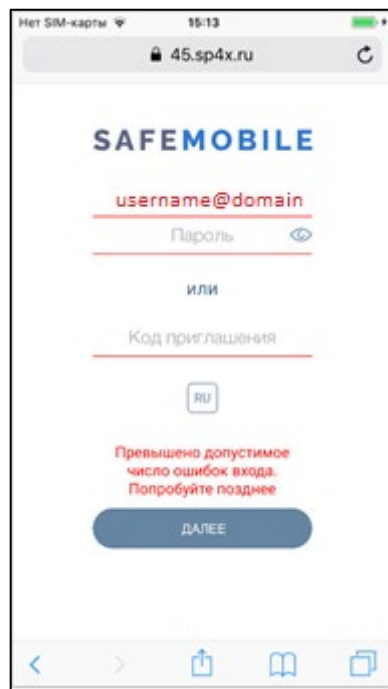 Нет SIM-карты 15:13
45.sp4x.ru
SAFEMOBILE
username@domain
Пароль
или
Код приглашения
RU
Превышено допустимое
число ошибок входа.
Попробуйте позднее
ДАЛЕЕ